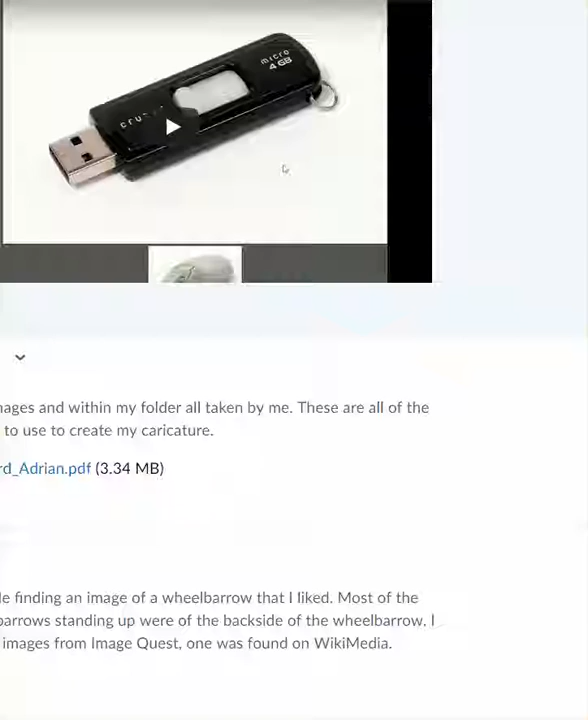 micro
4 GB
nages and within my folder all taken by me. These are all of the
to use to create my caricature.
rd_Adrian.pdf (3.34 MB)
le finding an image of a wheelbarrow that I liked. Most of the
barrows standing up were of the backside of the wheelbarrow. I
images from Image Quest, one was found on WikiMedia.